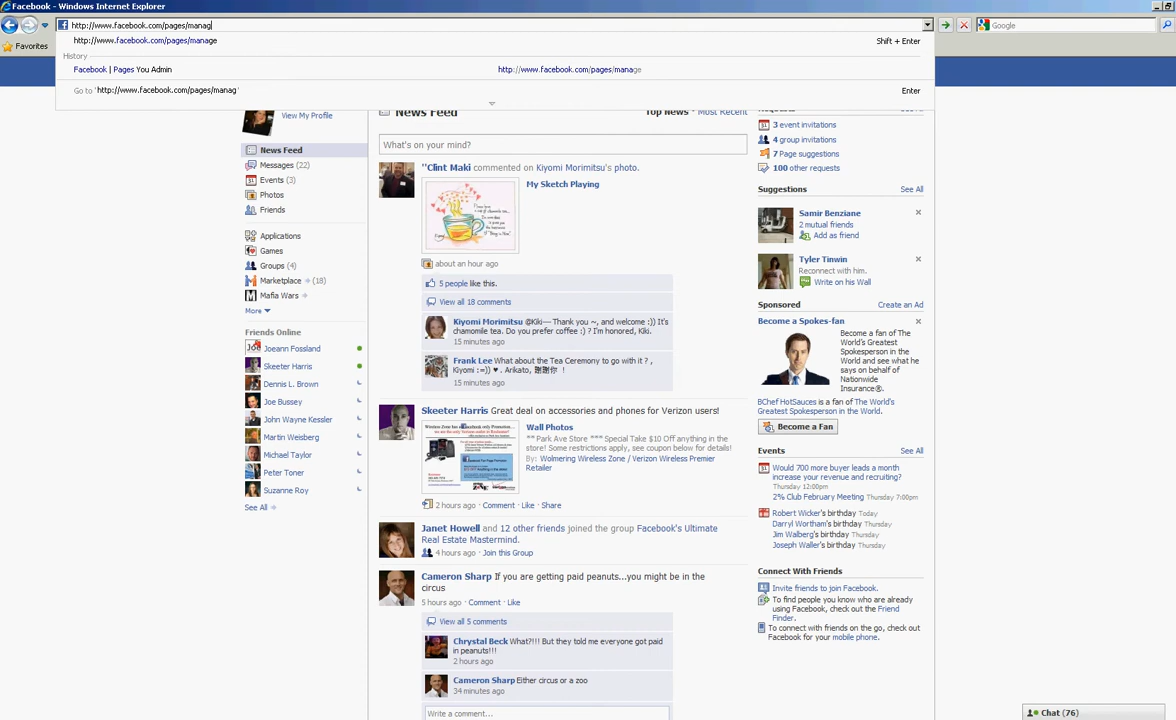 Facebook - Windows Internet Explorer
http://www.facebook.com/pages/manag
Google
http://www.facebook.com/pages/manage
Shift + Enter
History
Facebook | Pages You Admin
http://www.facebook.com/pages/manage
Go to 'http://www.facebook.com/pages/manag'
Enter
Favorites
View My Profile
News Feed
Messages (22)
Events (3)
Photos
Friends
Applications
Games
Groups (4)
Marketplace (18)
Mafia Wars
More
Friends Online
Joeann Fossland
Skeeter Harris
Dennis L. Brown
Joe Bussey
John Wayne Kessler
Martin Weisberg
Michael Taylor
Peter Toner
Suzanne Roy
See All
News Feed
Top News · Most Recent
What's on your mind?
"Clint Maki commented on Kiyomi Morimitsu's photo.
My Sketch Playing
about an hour ago
5 people like this.
View all 18 comments
Kiyomi Morimitsu @Kiki— Thank you ~, and welcome :)) It's
chamomile tea. Do you prefer coffee :) ? I'm honored, Kiki.
15 minutes ago
Frank Lee What about the Tea Ceremony to go with it ? ,
Kiyomi :=)) ♥ . Arikato, 謝謝你 !
15 minutes ago
Skeeter Harris Great deal on accessories and phones for Verizon users!
Wall Photos
** Park Ave Store *** Special Take $10 Off anything in the
store! Some restrictions apply, see coupon below for details!
By: Wolmering Wireless Zone / Verizon Wireless Premier
Retailer
2 hours ago · Comment · Like · Share
Janet Howell and 12 other friends joined the group Facebook's Ultimate
Real Estate Mastermind.
4 hours ago · Join this Group
Cameron Sharp If you are getting paid peanuts...you might be in the
circus
5 hours ago · Comment · Like
View all 5 comments
Chrystal Beck What?!!! But they told me everyone got paid
in peanuts!!!
2 hours ago
Cameron Sharp Either circus or a zoo
34 minutes ago
Write a comment...
Requests
3 event invitations
4 group invitations
7 Page suggestions
100 other requests
Suggestions
See All
Samir Benziane
2 mutual friends
Add as friend
Tyler Tinwin
Reconnect with him.
Write on his Wall
Sponsored
Create an Ad
Become a Spokes-fan
Become a fan of The
World's Greatest
Spokesperson in the
World and see what he
says on behalf of
Nationwide
Insurance®.
BChef HotSauces is a fan of The World's
Greatest Spokesperson in the World.
Become a Fan
Events
See All
Would 700 more buyer leads a month
increase your revenue and recruiting?
Thursday 12:00pm
2% Club February Meeting Thursday 7:00pm
Robert Wicker's birthday Today
Darryl Wortham's birthday Thursday
Jim Walberg's birthday Thursday
Joseph Waller's birthday Thursday
Connect With Friends
Invite friends to join Facebook.
To find people you know who are already
using Facebook, check out the Friend
Finder.
To connect with friends on the go, check out
Facebook for your mobile phone.
Chat (76)